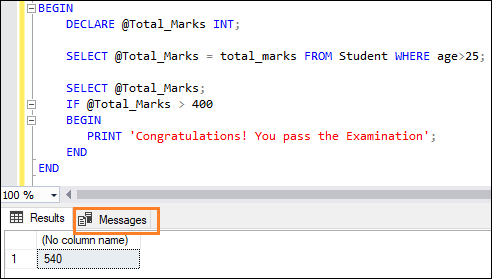 BEGIN
DECLARE @Total_Marks INT;
SELECT @Total_Marks = total_marks FROM Student WHERE age>25;
SELECT @Total_Marks;
IF @Total_Marks > 400
BEGIN
PRINT 'Congratulations! You pass the Examination';
END
END
100 %
Results Messages
(No column name)
1 540